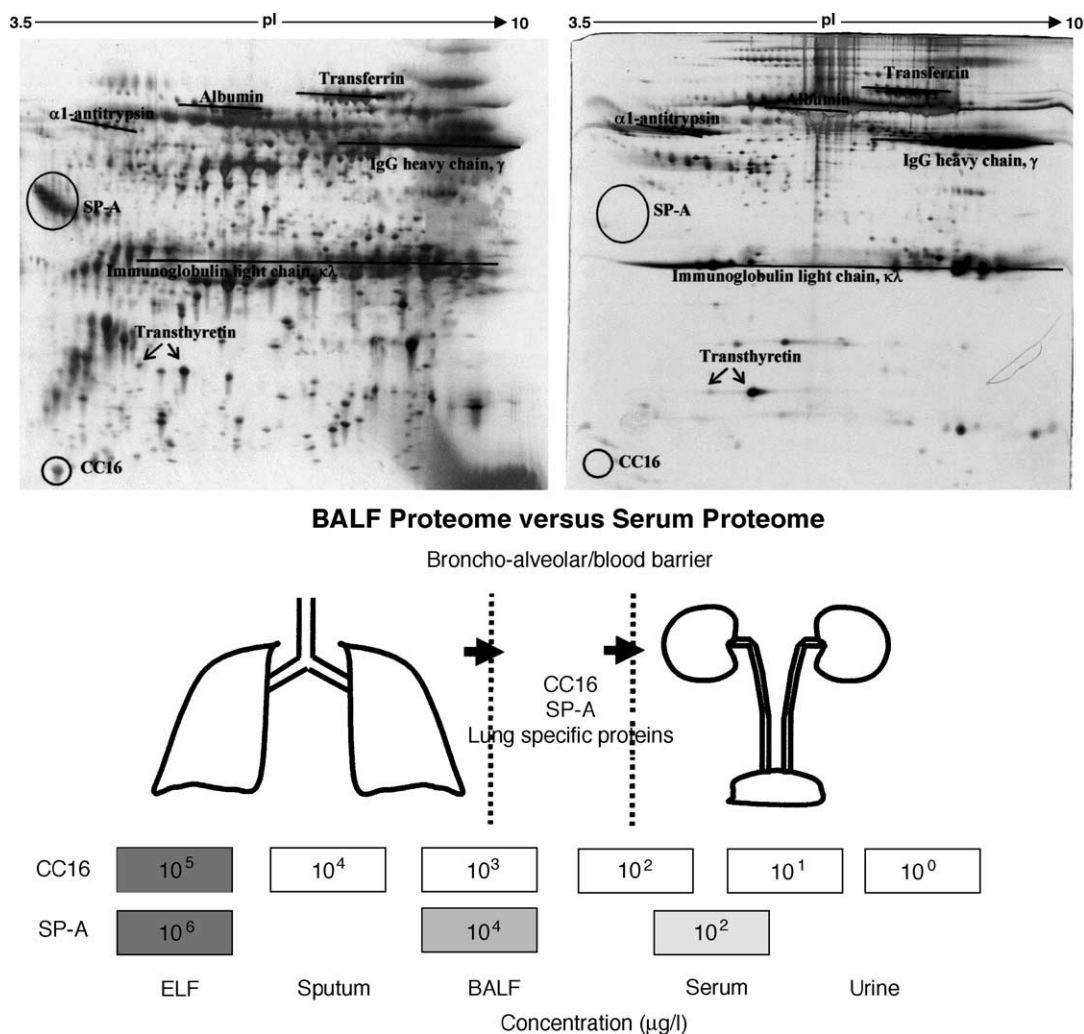 3.5 pI 10
Transferrin
Albumin
α1-antitrypsin
IgG heavy chain, γ
SP-A
Immunoglobulin light chain, κλ
Transthyretin
CC16
3.5 pI 10
Transferrin
Albumin
α1-antitrypsin
IgG heavy chain, γ
SP-A
Immunoglobulin light chain, κλ
Transthyretin
CC16
BALF Proteome versus Serum Proteome
Broncho-alveolar/blood barrier
CC16
SP-A
Lung specific proteins
CC16 10⁵ 10⁴ 10³ 10² 10¹ 10⁰
SP-A 10⁶ 10⁴ 10²
ELF Sputum BALF Serum Urine
Concentration (μg/l)